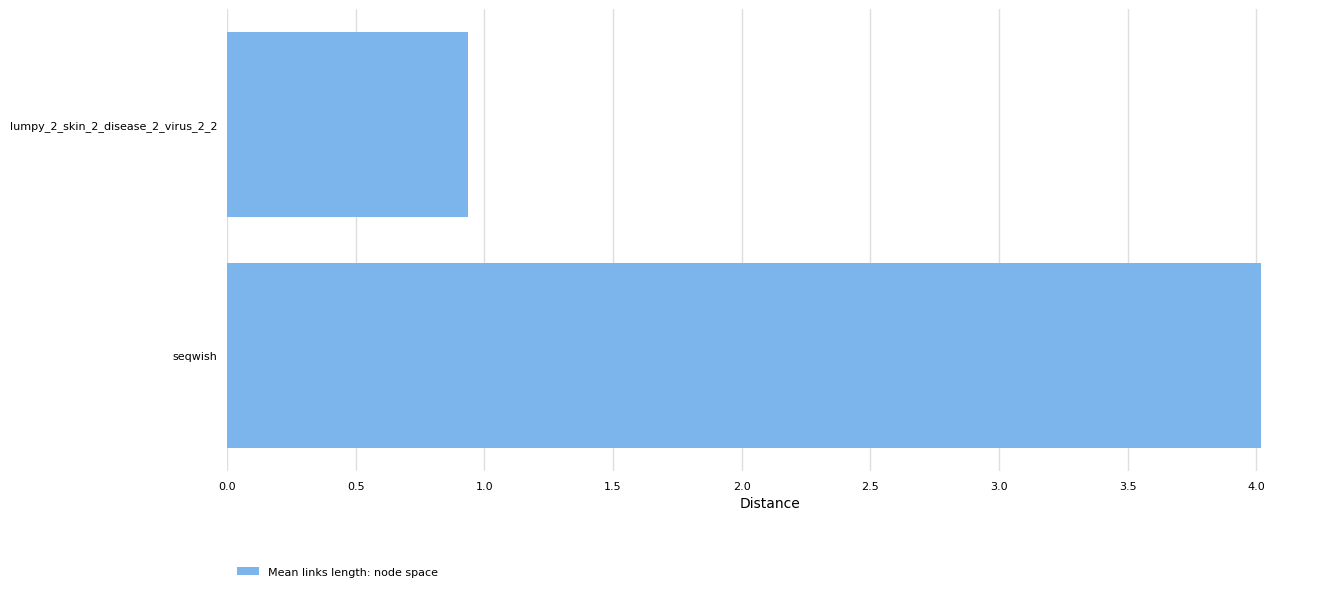 lumpy_2_skin_2_disease_2_virus_2_2
seqwish
0.0 0.5 1.0 1.5 2.0 2.5 3.0 3.5 4.0
Distance
Mean links length: node space